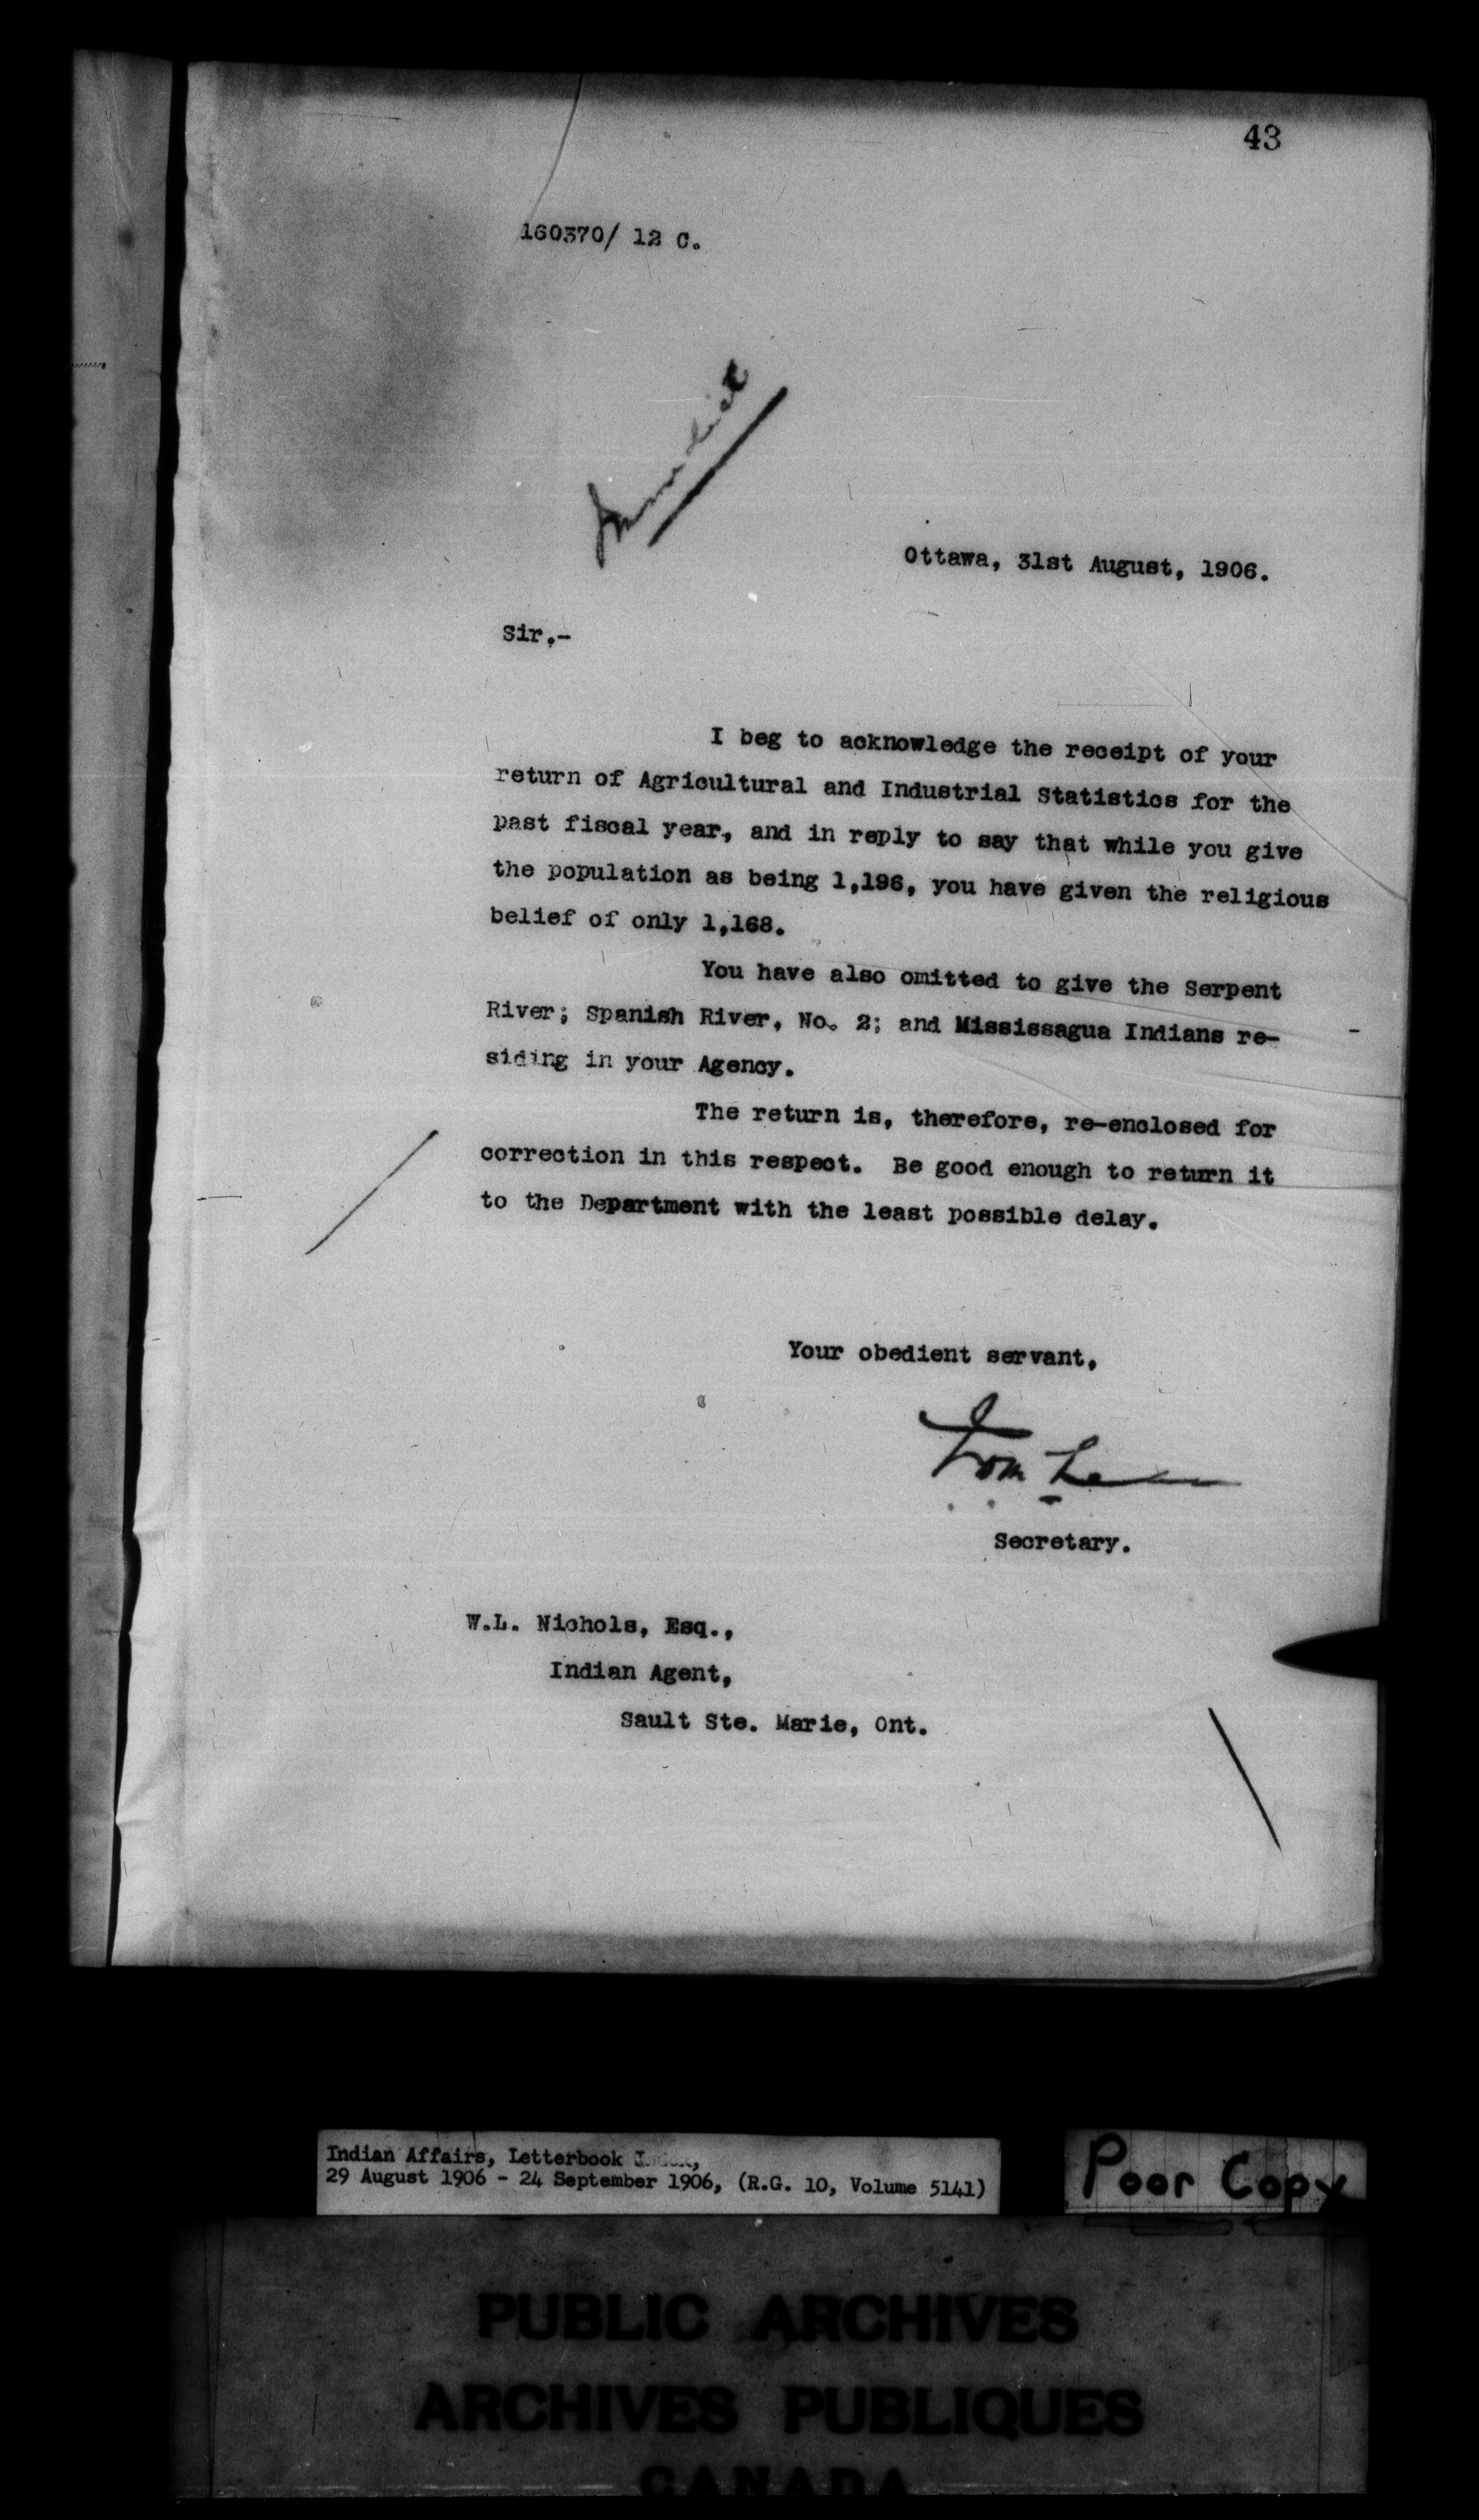 43
160370/ 12 C.
Ottawa, 31st August, 1906.
Sir.-
I beg to acknowledge the receipt of your
return of Agricultural and Industrial Statistics for the
past fiscal year, and in reply to say that while you give
the population as being 1,196, you have given the religious
belief of only 1,168.
You have also omitted to give the Serpent
River; Spanish River, No. 2; and Mississagua Indians re-
siding in your Agency.
The return is, therefore, re-enclosed for
correction in this respect. Be good enough to return it
to the Department with the least possible delay.
Your obedient servant,
Secretary.
W.L. Nichols, Esq.,
Indian Agent,
Sault Ste. Marie, Ont.
Indian Affairs, Letterbook
29 August 1906 - 24 September 1906, (R.G. 10, Volume 5141)
Poor Copy
PUBLIC ARCHIVES
ARCHIVES PUBLIQUES
CANADA